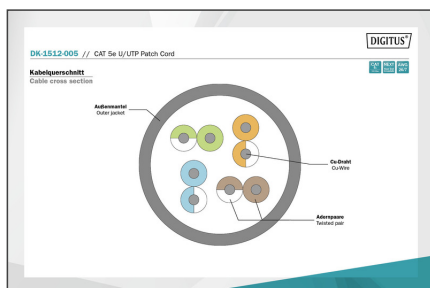 DIGITUS®
DK-1512-005 // CAT 5e U/UTP Patch Cord
Kabelquerschnitt
Cable cross section
Außenmantel
Outer jacket
Cu-Draht
Cu-Wire
Adernpaare
Twisted pair